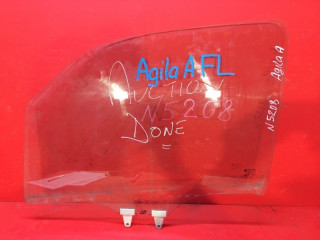 Agila A FL
AUCTION
N5208
DONE
N5208 Agila A